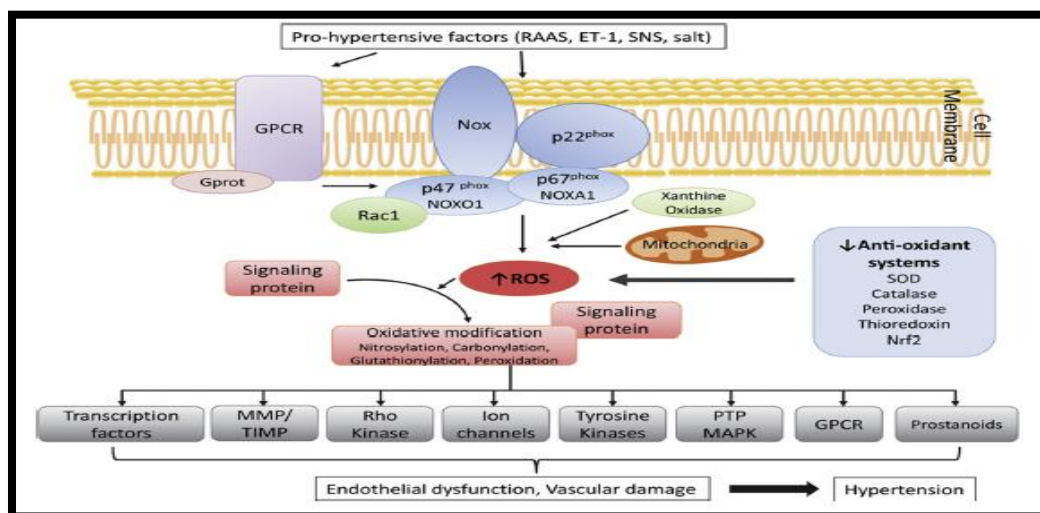 Pro-hypertensive factors (RAAS, ET-1, SNS, salt)
GPCR
Nox
p22phox
Cell
Membrane
Gprot
p47 phox
NOXO1
p67phox
NOXA1
Rac1
Xanthine
Oxidase
Mitochondria
↑ROS
Signaling
protein
↓Anti-oxidant
systems
SOD
Catalase
Peroxidase
Thioredoxin
Nrf2
Signaling
protein
Oxidative modification
Nitrosylation, Carbonylation,
Glutathionylation, Peroxidation
Transcription
factors
MMP/
TIMP
Rho
Kinase
Ion
channels
Tyrosine
Kinases
PTP
MAPK
GPCR
Prostanoids
Endothelial dysfunction, Vascular damage
Hypertension